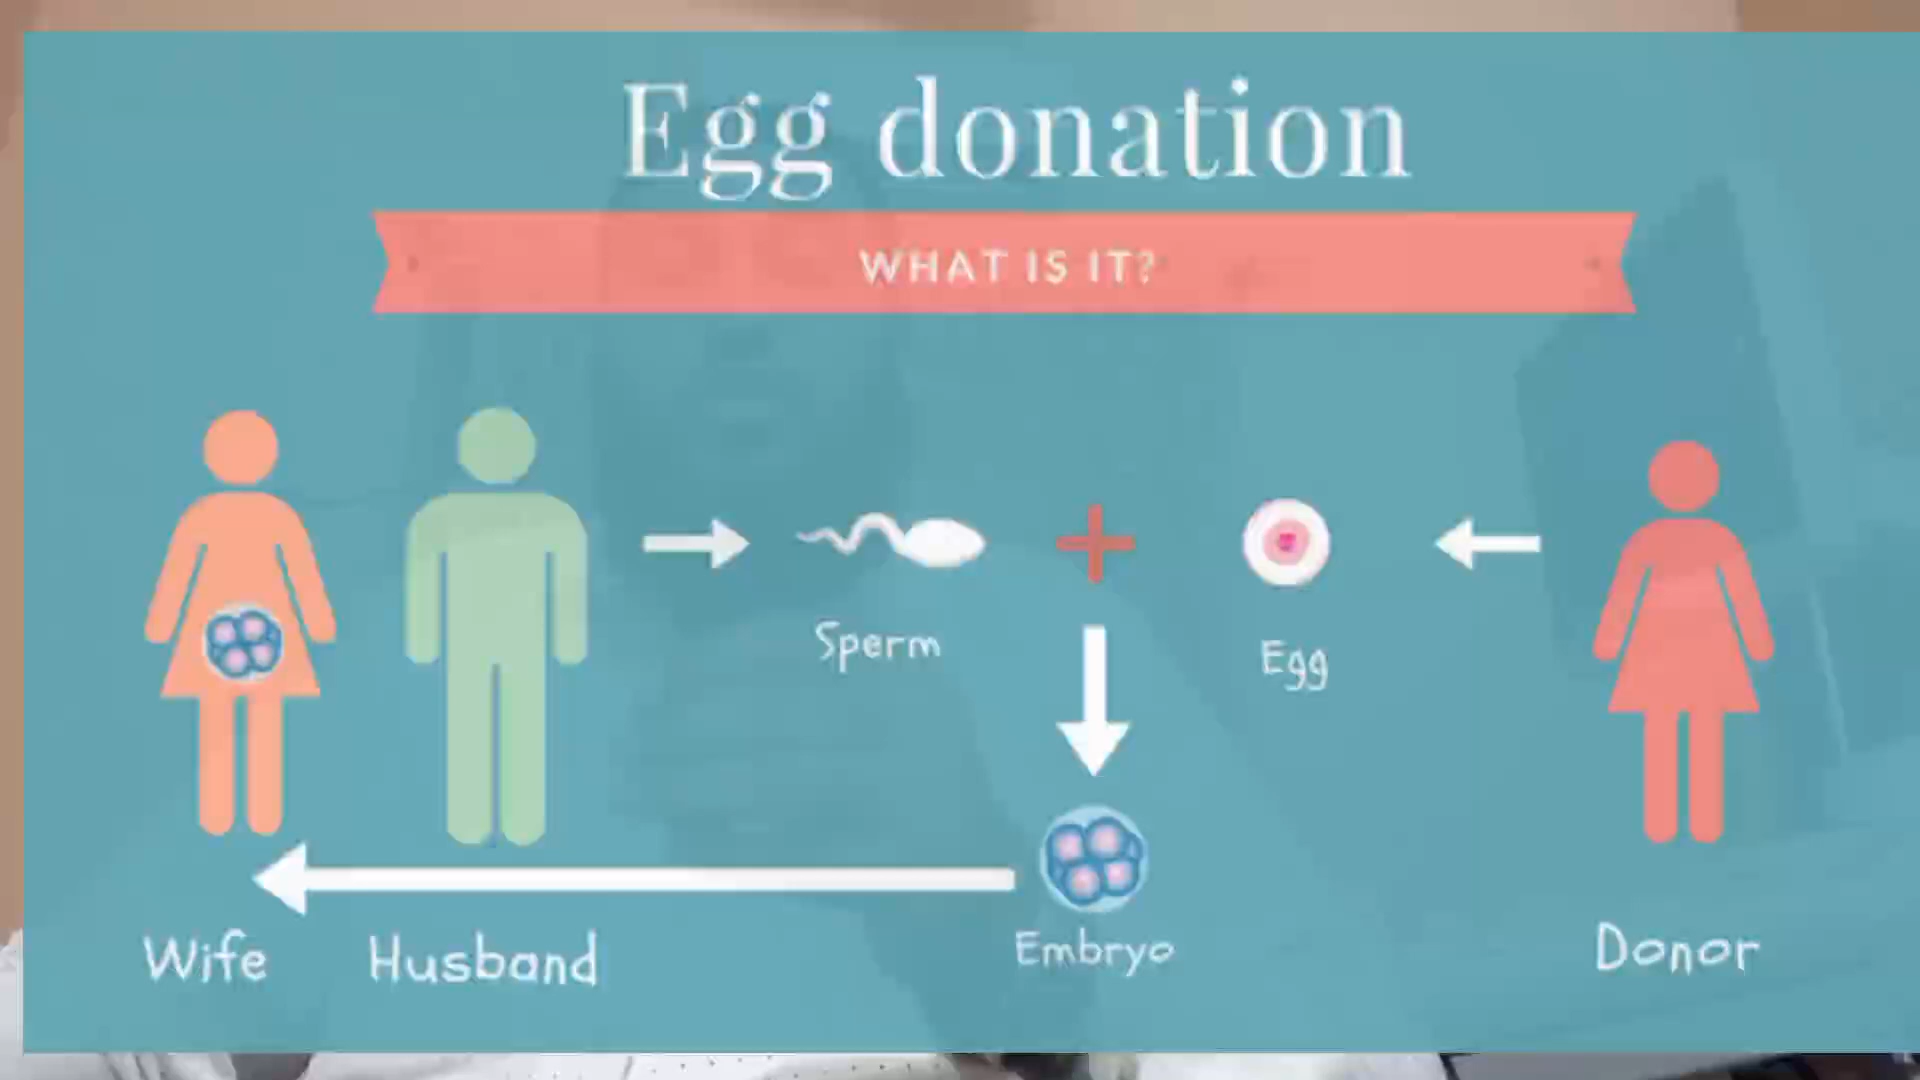 Egg donation
WHAT IS IT?
Sperm
Egg
Wife
Husband
Embryo
Donor